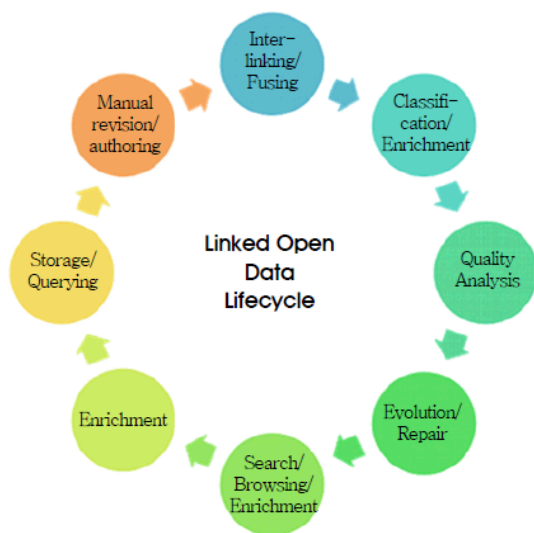 Inter-
linking/
Fusing
Classifi-
cation/
Enrichment
Quality
Analysis
Evolution/
Repair
Search/
Browsing/
Enrichment
Enrichment
Storage/
Querying
Manual
revision/
authoring
Linked Open
Data
Lifecycle